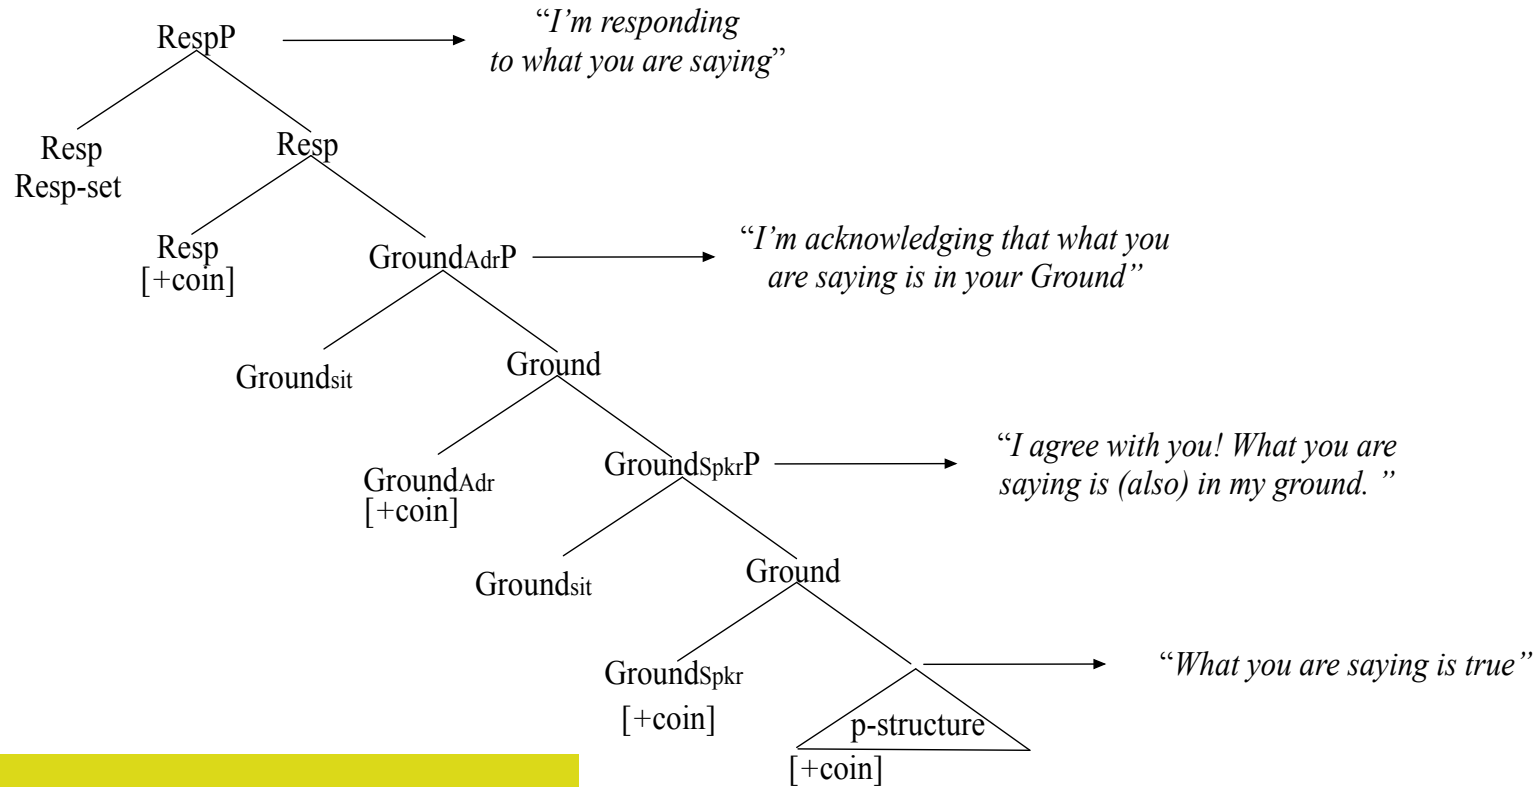 RespP
“I’m responding
to what you are saying”
Resp
Resp-set
Resp
Resp
[+coin]
GroundAdrP
“I’m acknowledging that what you
are saying is in your Ground”
Groundsit
Ground
GroundAdr
[+coin]
GroundSpkrP
“I agree with you! What you are
saying is (also) in my ground. ”
Groundsit
Ground
GroundSpkr
[+coin]
“What you are saying is true”
p-structure
[+coin]